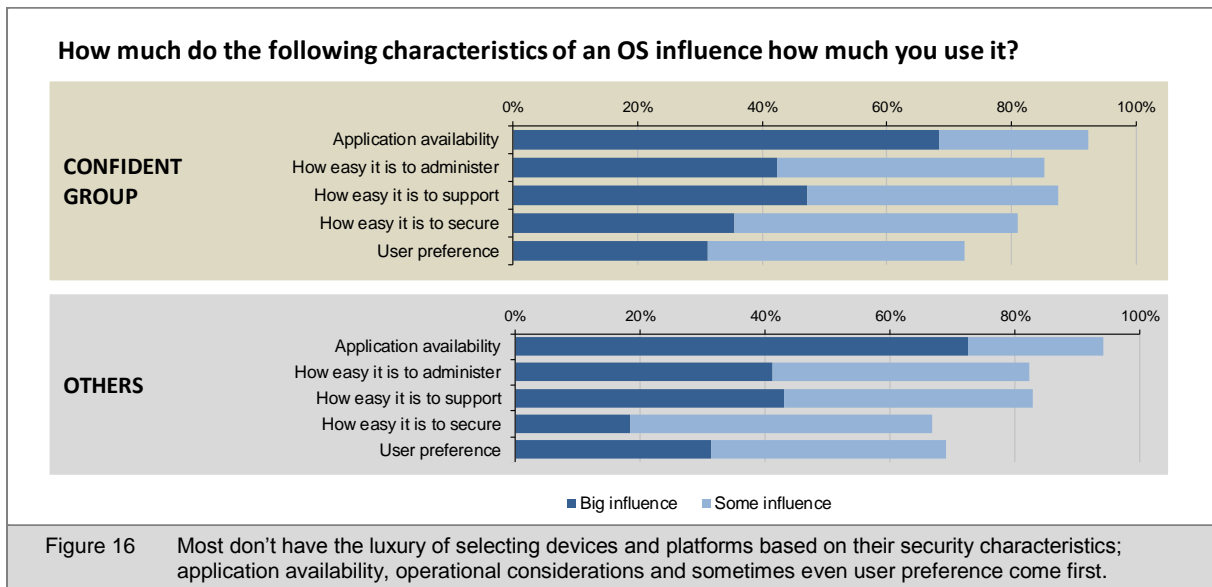 How much do the following characteristics of an OS influence how much you use it?
0% 20% 40% 60% 80% 100%
CONFIDENT
GROUP
Application availability
How easy it is to administer
How easy it is to support
How easy it is to secure
User preference
0% 20% 40% 60% 80% 100%
OTHERS
Application availability
How easy it is to administer
How easy it is to support
How easy it is to secure
User preference
Big influence Some influence
Figure 16 Most don’t have the luxury of selecting devices and platforms based on their security characteristics;
application availability, operational considerations and sometimes even user preference come first.